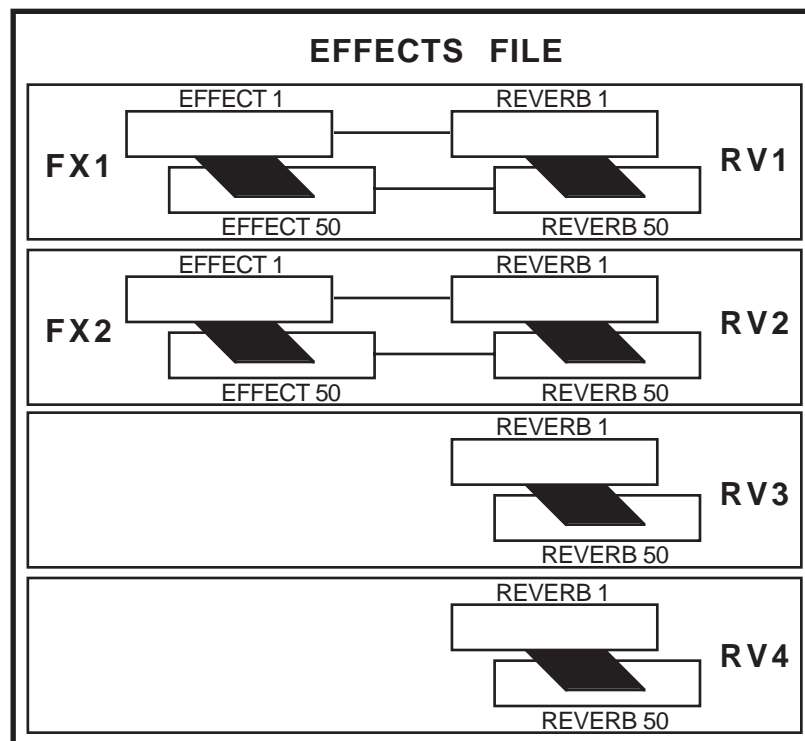 EFFECTS FILE
EFFECT 1 REVERB 1
FX1 RV1
EFFECT 50 REVERB 50
EFFECT 1 REVERB 1
FX2 RV2
EFFECT 50 REVERB 50
REVERB 1
RV3
REVERB 50
REVERB 1
RV4
REVERB 50